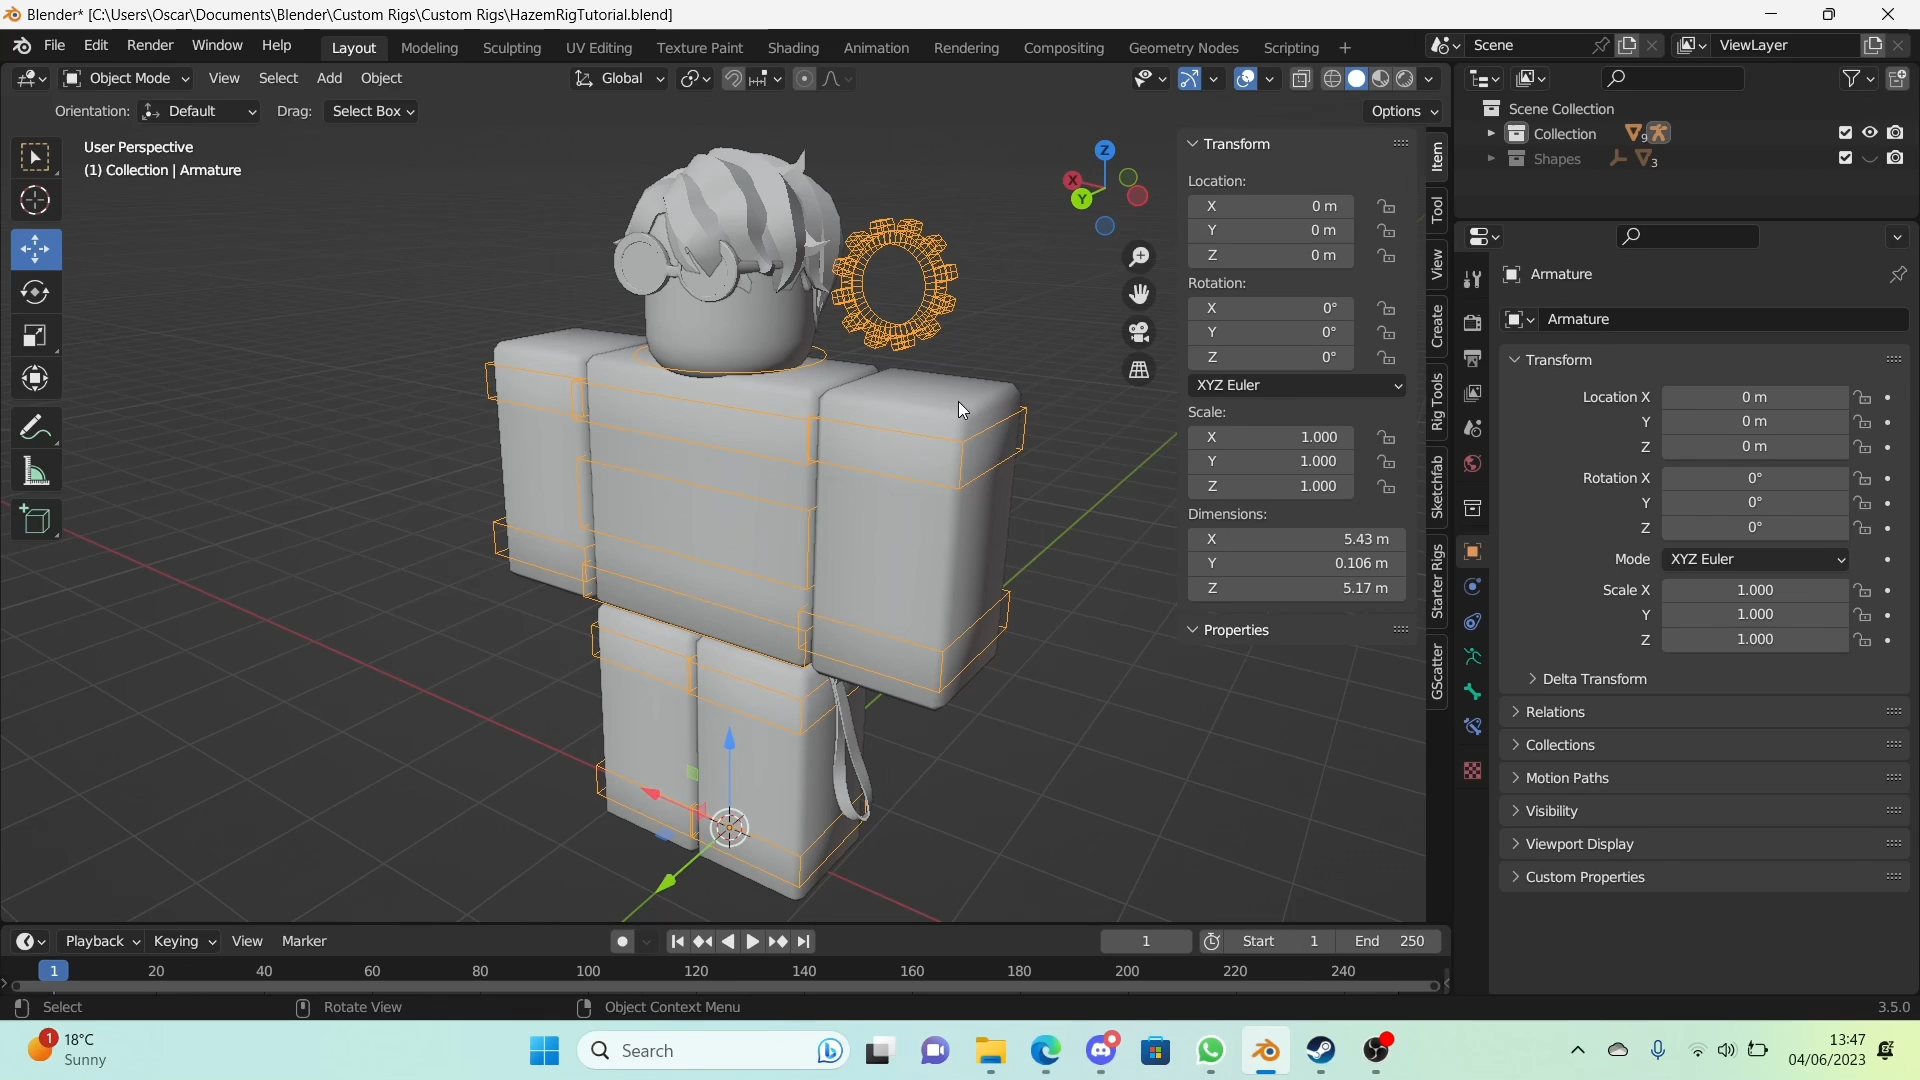 Blender* [C:\Users\Oscar\Documents\Blender\Custom Rigs\Custom Rigs\HazemRigTutorial.blend]
File Edit Render Window Help Layout Modeling Sculpting UV Editing Texture Paint Shading Animation Rendering Compositing Geometry Nodes Scripting + Scene ViewLayer
Object Mode View Select Add Object Global
Orientation: Default Drag: Select Box Options
User Perspective
(1) Collection | Armature
Z
X
Y
Transform
Location:
X 0 m
Y 0 m
Z 0 m
Rotation:
X 0°
Y 0°
Z 0°
XYZ Euler
Scale:
X 1.000
Y 1.000
Z 1.000
Dimensions:
X 5.43 m
Y 0.106 m
Z 5.17 m
Properties
Item
Tool
View
Create
Rig Tools
Sketchfab
Starter Rigs
GScatter
Scene Collection
Collection 9
Shapes 3
Armature
Armature
Transform
Location X 0 m
Y 0 m
Z 0 m
Rotation X 0°
Y 0°
Z 0°
Mode XYZ Euler
Scale X 1.000
Y 1.000
Z 1.000
Delta Transform
Relations
Collections
Motion Paths
Visibility
Viewport Display
Custom Properties
Playback Keying View Marker 1 Start 1 End 250
1 20 40 60 80 100 120 140 160 180 200 220 240
Select Rotate View Object Context Menu 3.5.0
1 18°C
Sunny
Search
13:47
04/06/2023